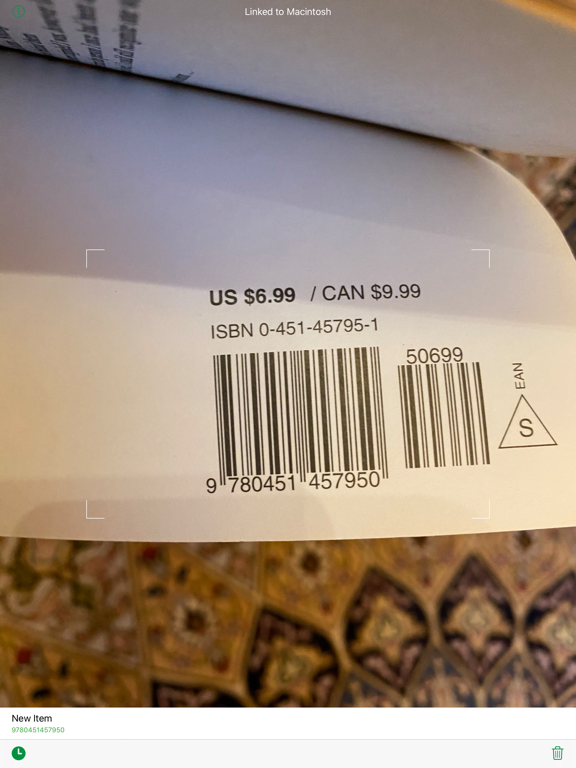 Linked to Macintosh
US $6.99 / CAN $9.99
ISBN 0-451-45795-1
50699
EAN
S
9 780451 457950
New Item
9780451457950